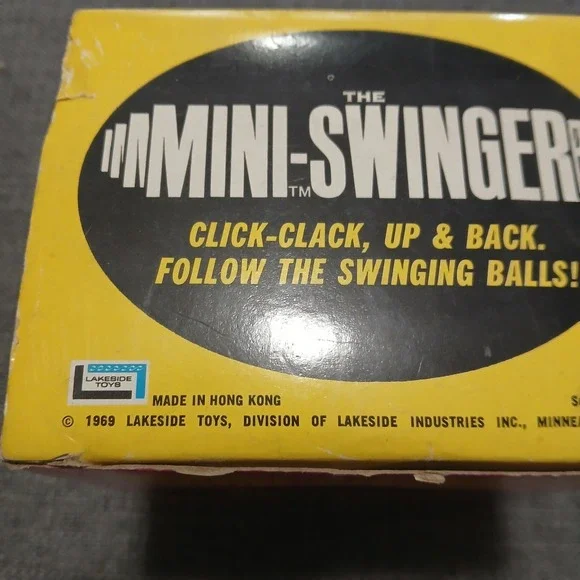 THE
MINI-SWINGER
TM
CLICK-CLACK, UP & BACK.
FOLLOW THE SWINGING BALLS!
LAKESIDE
TOYS
MADE IN HONG KONG
© 1969 LAKESIDE TOYS, DIVISION OF LAKESIDE INDUSTRIES INC.,